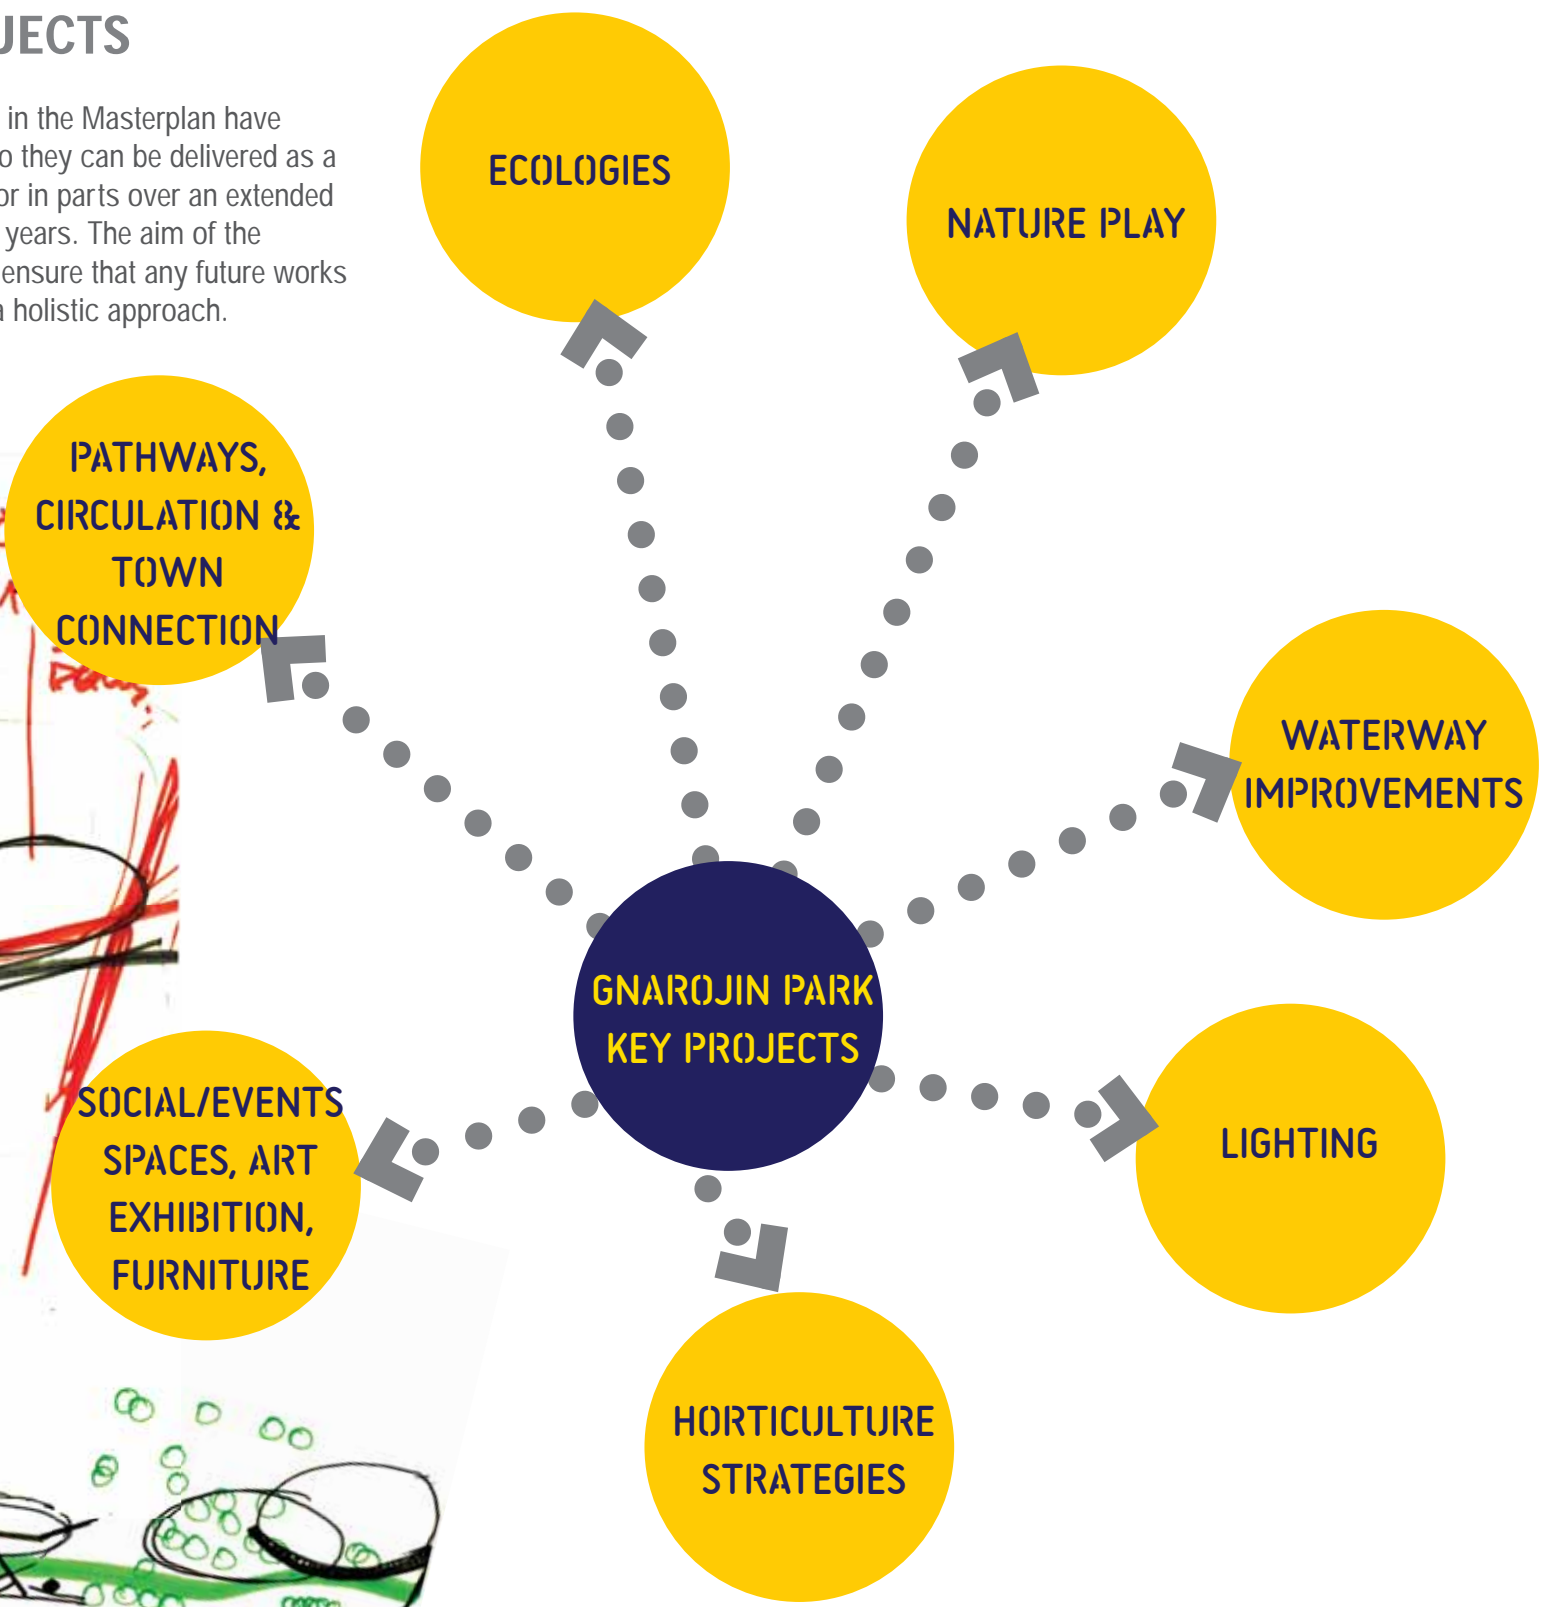 JECTS
in the Masterplan have
o they can be delivered as a
or in parts over an extended
years. The aim of the
ensure that any future works
a holistic approach.
ECOLOGIES
NATURE PLAY
PATHWAYS,
CIRCULATION &
TOWN
CONNECTION
WATERWAY
IMPROVEMENTS
GNAROJIN PARK
KEY PROJECTS
SOCIAL/EVENTS
SPACES, ART
EXHIBITION,
FURNITURE
LIGHTING
HORTICULTURE
STRATEGIES